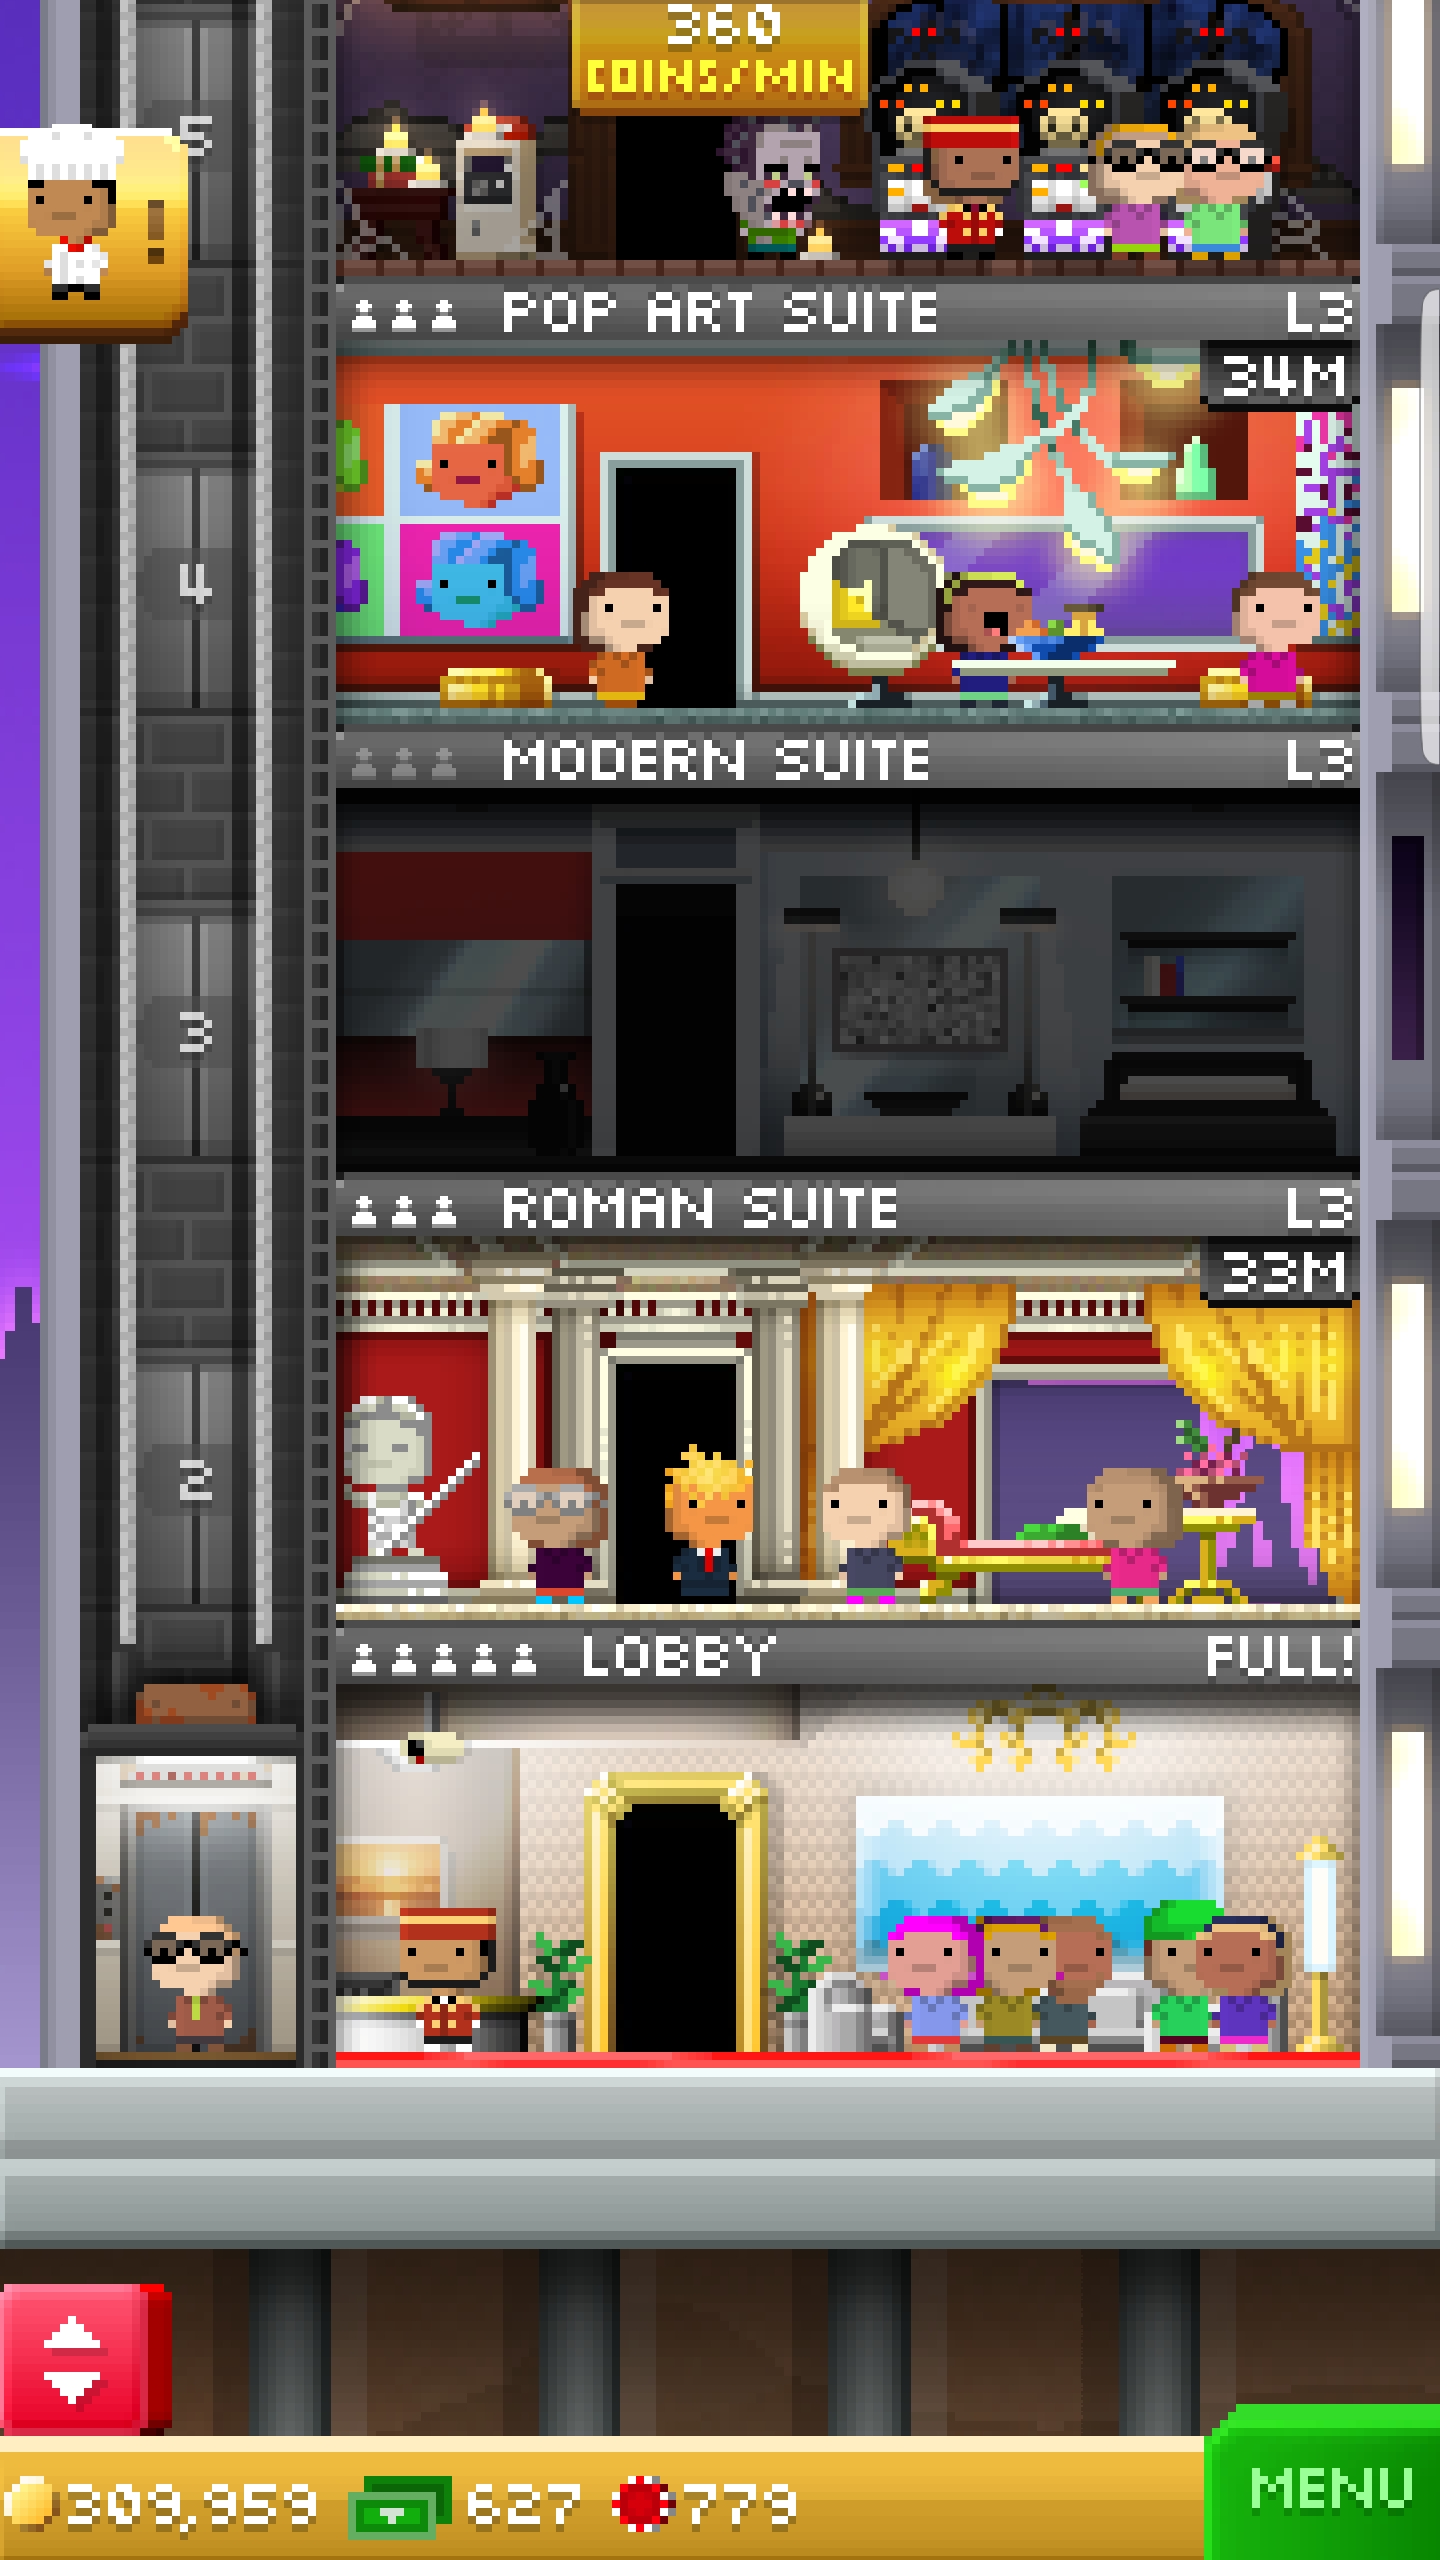 360
COINS/MIN
5
!
POP ART SUITE L3
34M
4
MODERN SUITE L3
3
ROMAN SUITE L3
33M
2
LOBBY FULL!
309,959 627 779
MENU